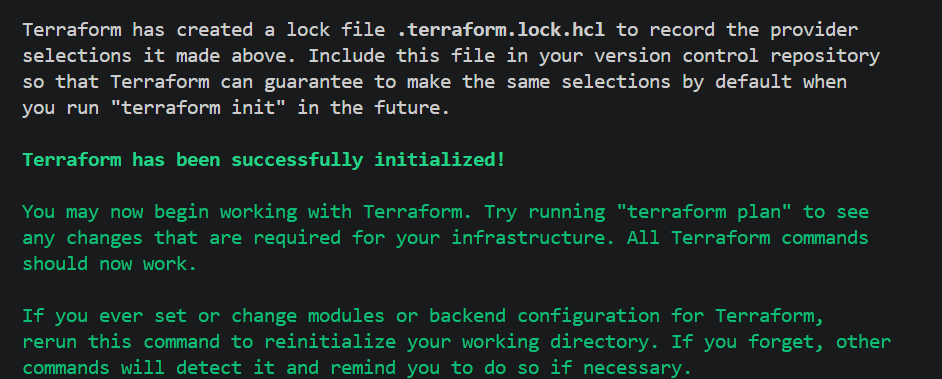 Terraform has created a lock file .terraform.lock.hcl to record the provider
selections it made above. Include this file in your version control repository
so that Terraform can guarantee to make the same selections by default when
you run "terraform init" in the future.
Terraform has been successfully initialized!
You may now begin working with Terraform. Try running "terraform plan" to see
any changes that are required for your infrastructure. All Terraform commands
should now work.
If you ever set or change modules or backend configuration for Terraform,
rerun this command to reinitialize your working directory. If you forget, other
commands will detect it and remind you to do so if necessary.